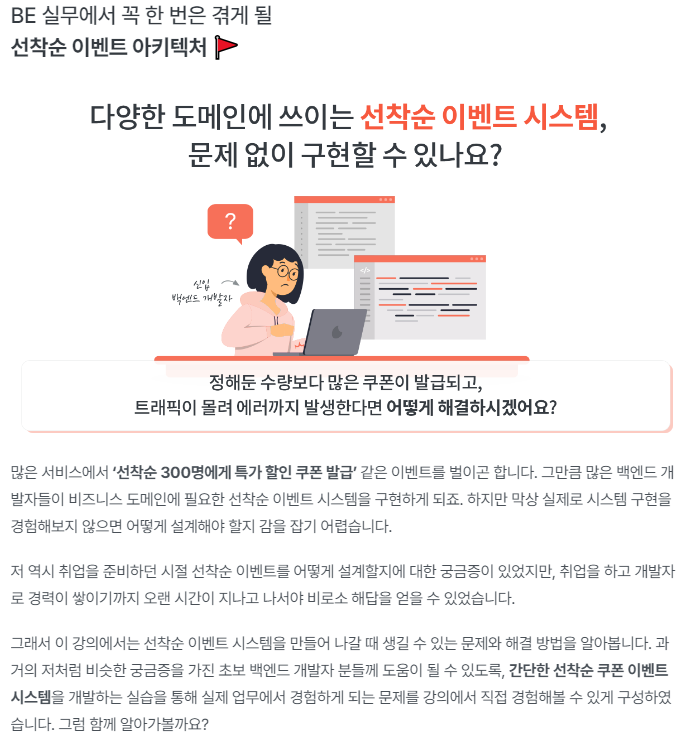 BE 실무에서 꼭 한 번은 겪게 될
선착순 이벤트 아키텍처
다양한 도메인에 쓰이는 선착순 이벤트 시스템,
문제 없이 구현할 수 있나요?
?
</>
신입
백엔드 개발자
정해둔 수량보다 많은 쿠폰이 발급되고,
트래픽이 몰려 에러까지 발생한다면 어떻게 해결하시겠어요?
많은 서비스에서 ‘선착순 300명에게 특가 할인 쿠폰 발급’ 같은 이벤트를 벌이곤 합니다. 그만큼 많은 백엔드 개
발자들이 비즈니스 도메인에 필요한 선착순 이벤트 시스템을 구현하게 되죠. 하지만 막상 실제로 시스템 구현을
경험해보지 않으면 어떻게 설계해야 할지 감을 잡기 어렵습니다.
저 역시 취업을 준비하던 시절 선착순 이벤트를 어떻게 설계할지에 대한 궁금증이 있었지만, 취업을 하고 개발자
로 경력이 쌓이기까지 오랜 시간이 지나고 나서야 비로소 해답을 얻을 수 있었습니다.
그래서 이 강의에서는 선착순 이벤트 시스템을 만들어 나갈 때 생길 수 있는 문제와 해결 방법을 알아봅니다. 과
거의 저처럼 비슷한 궁금증을 가진 초보 백엔드 개발자 분들께 도움이 될 수 있도록, 간단한 선착순 쿠폰 이벤트
시스템을 개발하는 실습을 통해 실제 업무에서 경험하게 되는 문제를 강의에서 직접 경험해볼 수 있게 구성하였
습니다. 그럼 함께 알아가볼까요?